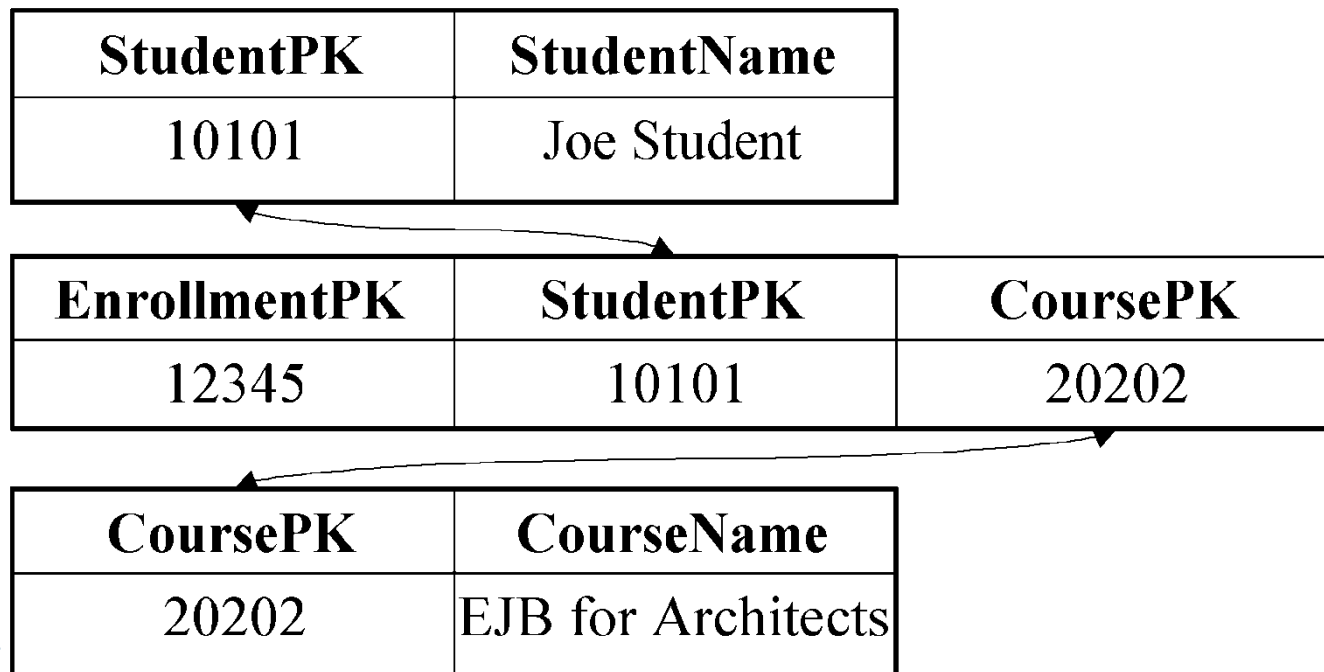 StudentPK StudentName
10101 Joe Student
EnrollmentPK StudentPK CoursePK
12345 10101 20202
CoursePK CourseName
20202 EJB for Architects